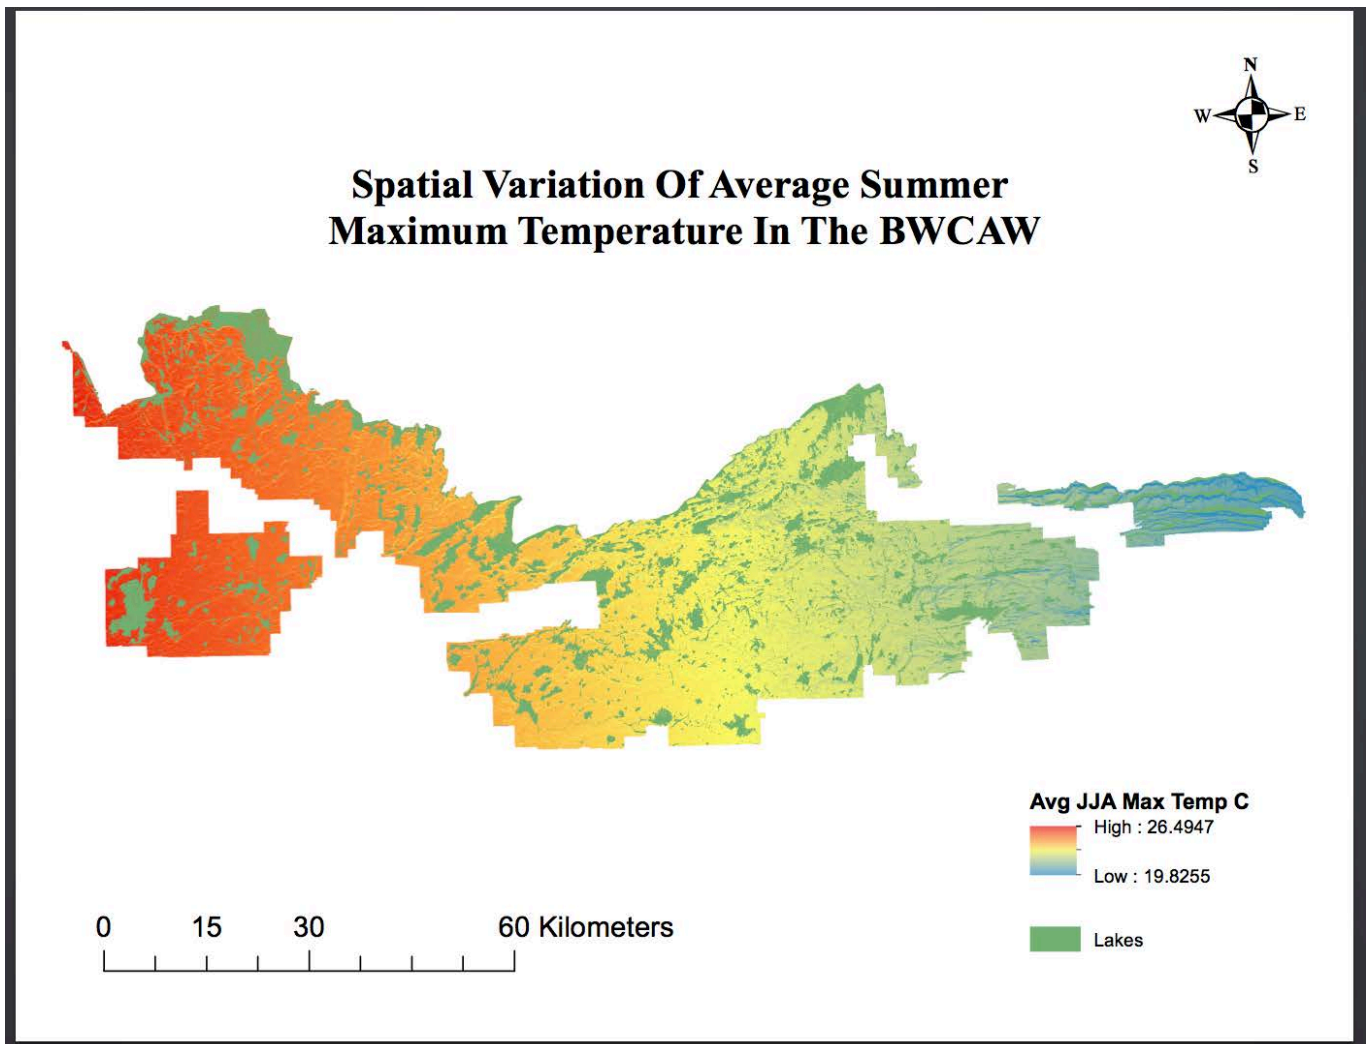 N
W E
S
Spatial Variation Of Average Summer
Maximum Temperature In The BWCAW
Avg JJA Max Temp C
High : 26.4947
Low : 19.8255
Lakes
0 15 30 60 Kilometers